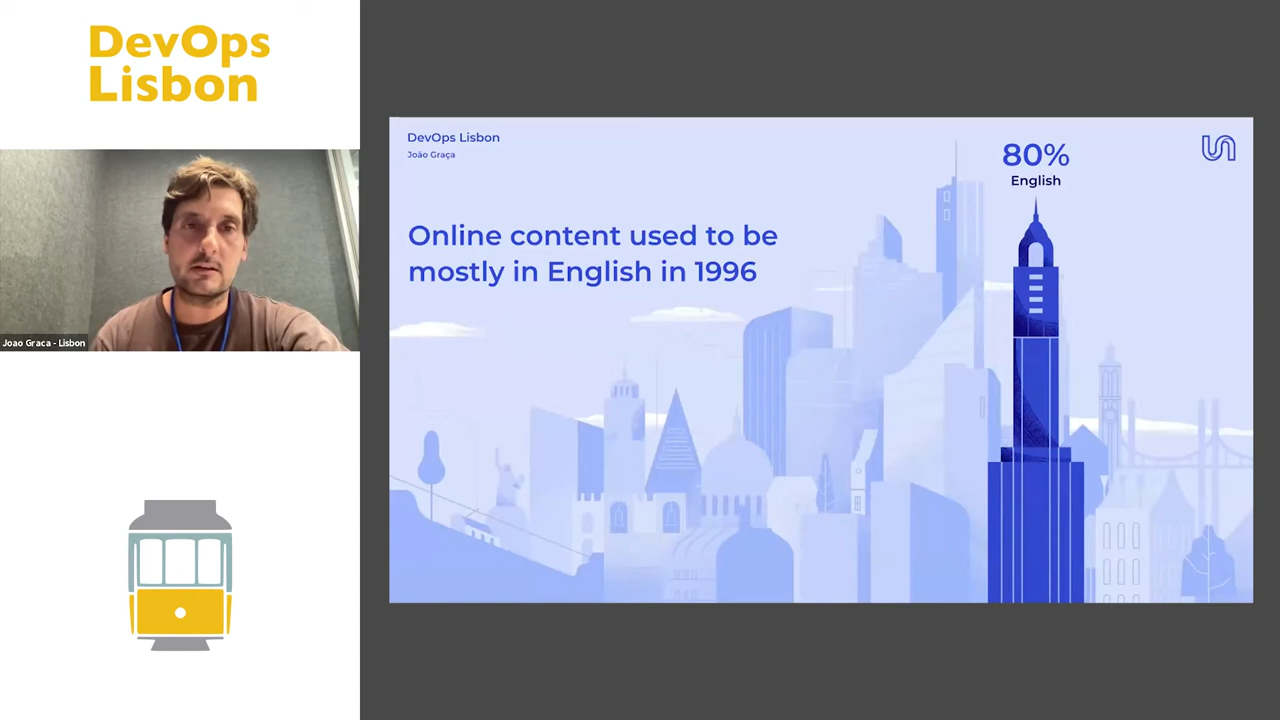 DevOps
Lisbon
Joao Graca - Lisbon
DevOps Lisbon
João Graça
Online content used to be
mostly in English in 1996
80%
English